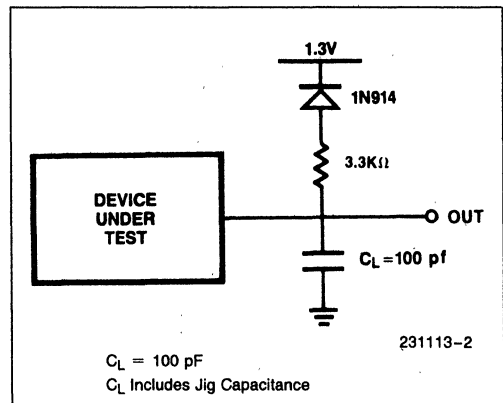 1.3V
1N914
3.3KΩ
DEVICE
UNDER
TEST
OUT
CL = 100 pf
231113-2
CL = 100 pF
CL Includes Jig Capacitance